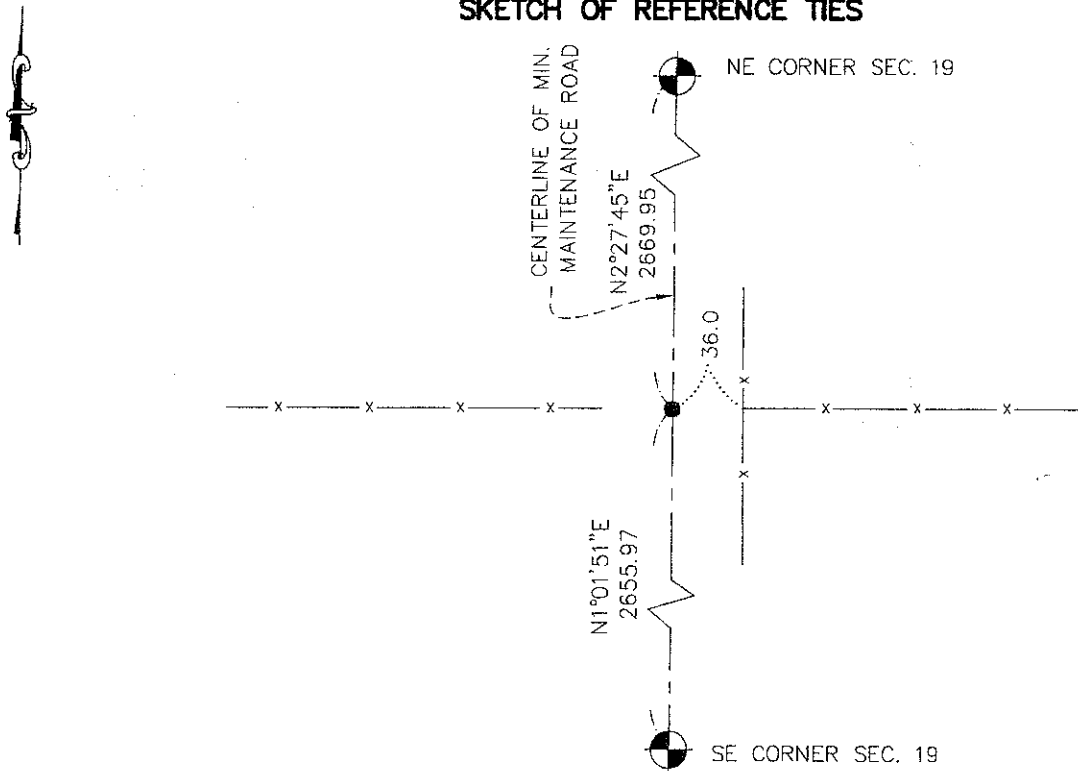 SKETCH OF REFERENCE TIES
NE CORNER SEC. 19
CENTERLINE OF MIN.
MAINTENANCE ROAD
N2°27'45"E
2669.95
36.0
x x x x
x
x x x
x
N1°01'51"E
2655.97
SE CORNER SEC. 19